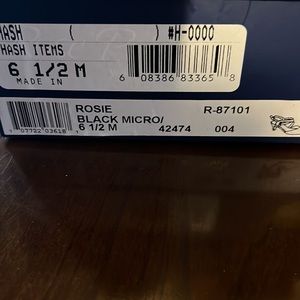 HASH ( ) #H-0000
HASH ITEMS
6 1/2 M
MADE IN
6 08386 83365 8
ROSIE R-87101
BLACK MICRO/
6 1/2 M 42474 004